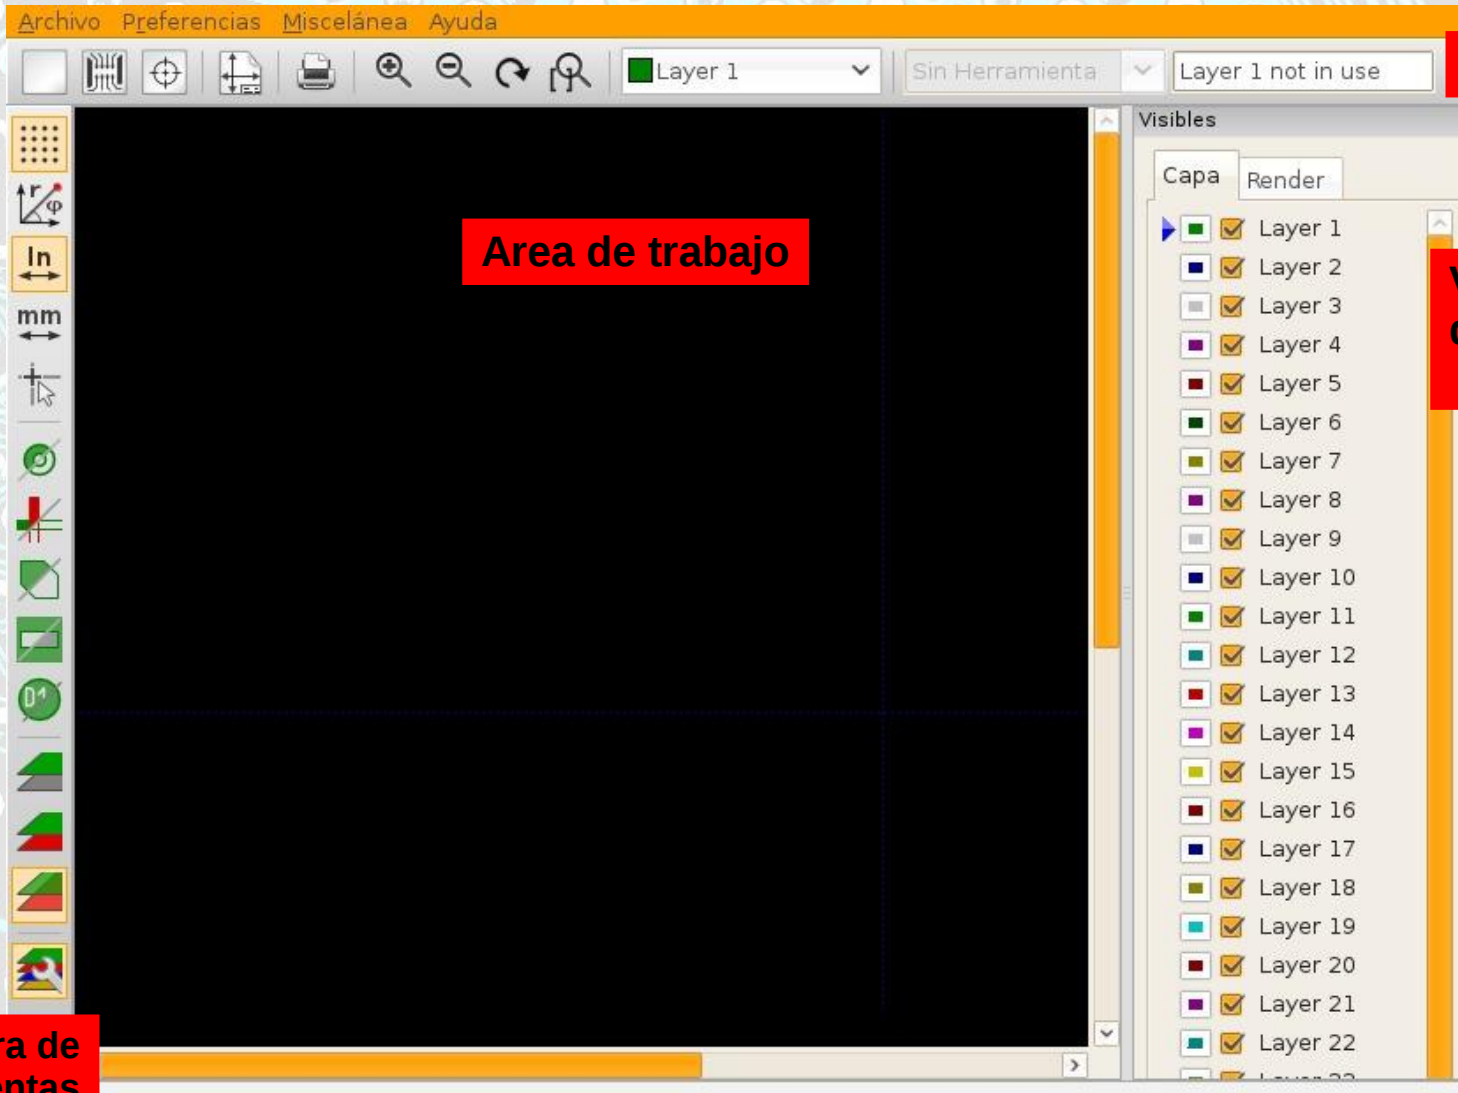 Archivo Preferencias Miscelánea Ayuda
Layer 1
Sin Herramienta
Layer 1 not in use
Visibles
Capa
Render
r
φ
In
mm
D1
Area de trabajo
Layer 1
Layer 2
Layer 3
Layer 4
Layer 5
Layer 6
Layer 7
Layer 8
Layer 9
Layer 10
Layer 11
Layer 12
Layer 13
Layer 14
Layer 15
Layer 16
Layer 17
Layer 18
Layer 19
Layer 20
Layer 21
Layer 22
de